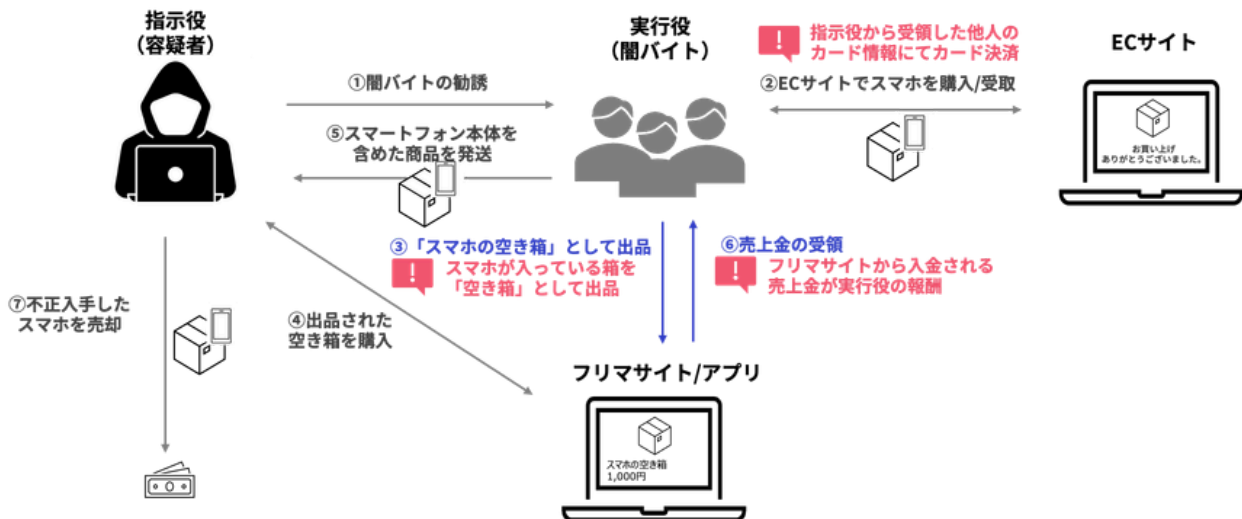 指示役
（容疑者）
実行役
（闇バイト）
指示役から受領した他人の
カード情報にてカード決済
ECサイト
①闇バイトの勧誘
②ECサイトでスマホを購入/受取
⑤スマートフォン本体を
含めた商品を発送
お買い上げ
ありがとうございました。
③「スマホの空き箱」として出品
スマホが入っている箱を
「空き箱」として出品
⑥売上金の受領
フリマサイトから入金される
売上金が実行役の報酬
⑦不正入手した
スマホを売却
④出品された
空き箱を購入
フリマサイト/アプリ
スマホの空き箱
1,000円